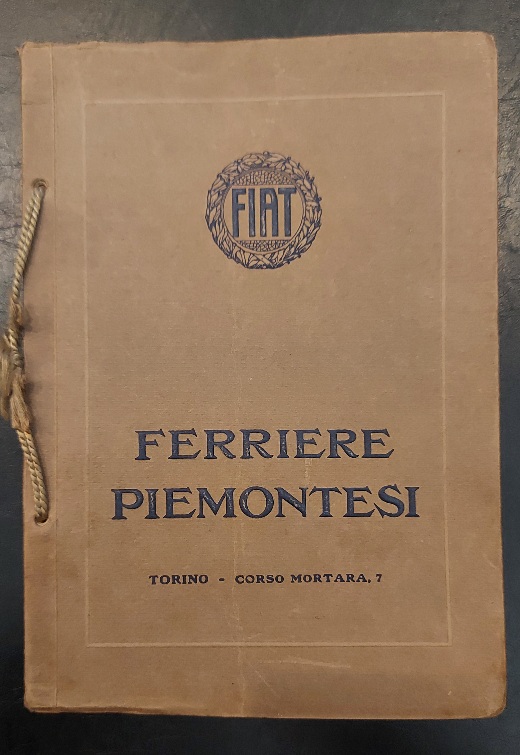 FIAT
FERRIERE
PIEMONTESI
TORINO - CORSO MORTARA, 7